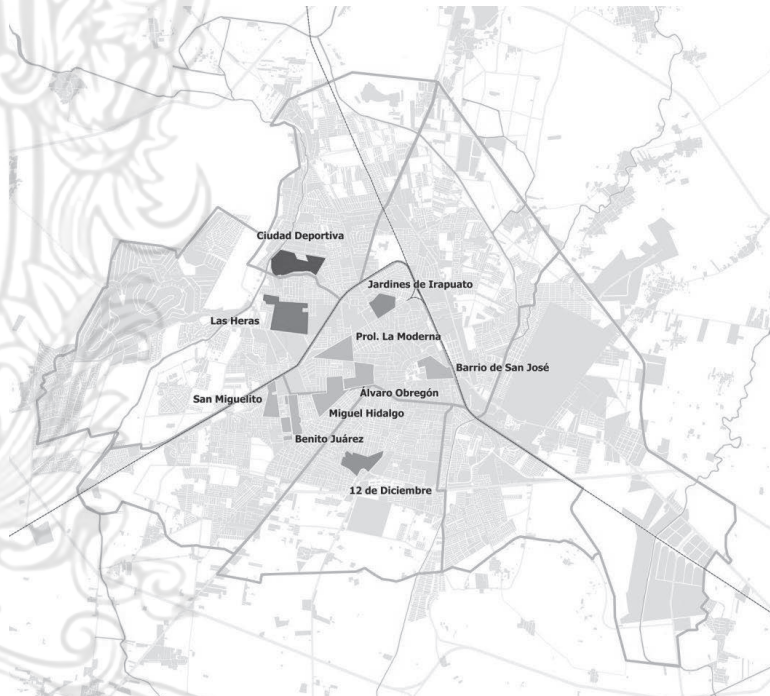 Ciudad Deportiva
Jardines de Irapuato
Las Heras
Prol. La Moderna
Barrio de San José
San Miguelito
Álvaro Obregón
Miguel Hidalgo
Benito Juárez
12 de Diciembre